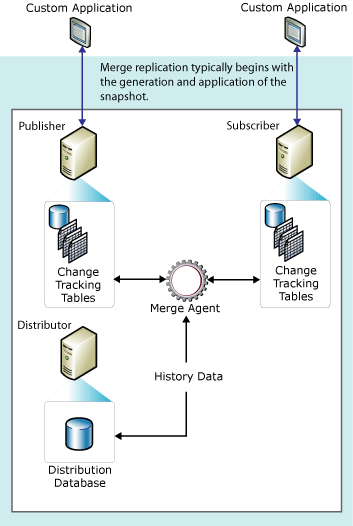 Custom Application
Custom Application
Merge replication typically begins with
the generation and application of the
snapshot.
Publisher
Subscriber
Change
Tracking
Tables
Change
Tracking
Tables
Merge Agent
Distributor
History Data
Distribution
Database